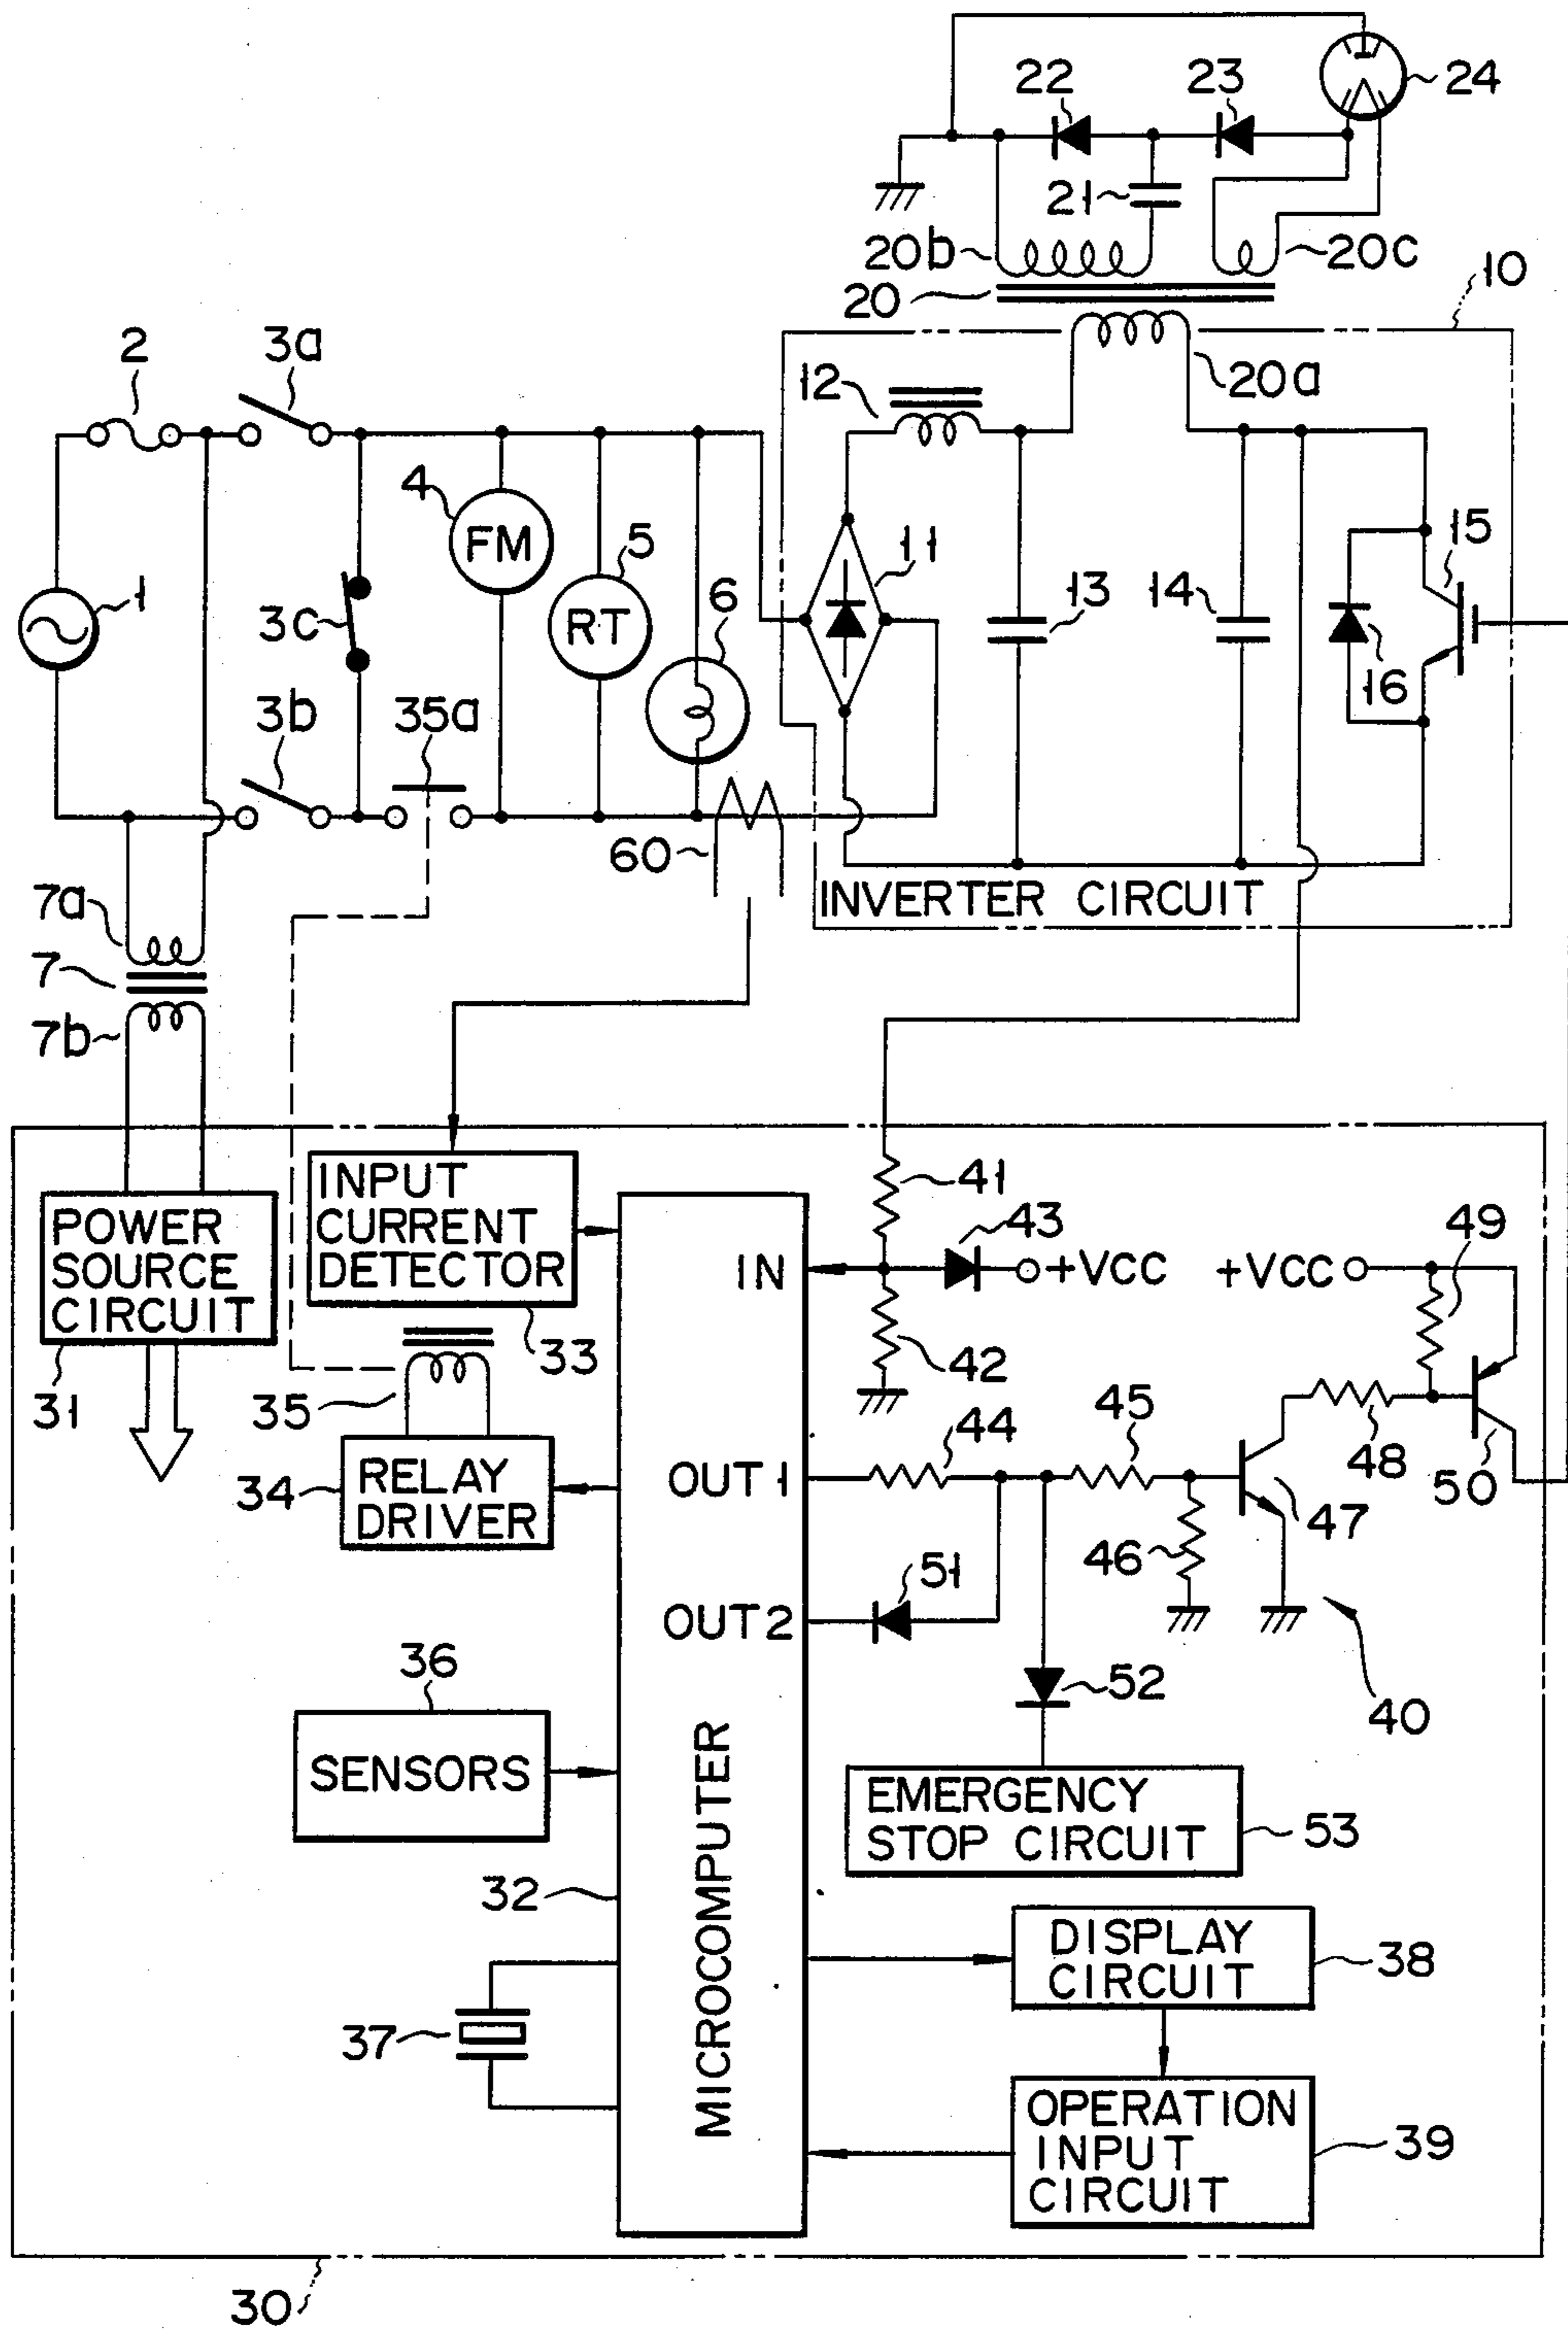 22
23
24
21
20b
20c
20
10
20a
2
3a
12
4
FM
5
RT
6
11
13
14
15
16
1
3c
3b
35a
60
INVERTER CIRCUIT
7a
7
7b
POWER
SOURCE
CIRCUIT
31
INPUT
CURRENT
DETECTOR
33
35
34
RELAY
DRIVER
36
SENSORS
32
37
MICROCOMPUTER
IN
OUT1
OUT2
41
43
+VCC
42
+VCC
49
44
45
46
47
48
50
51
52
40
EMERGENCY
STOP CIRCUIT
53
DISPLAY
CIRCUIT
38
OPERATION
INPUT
CIRCUIT
39
30